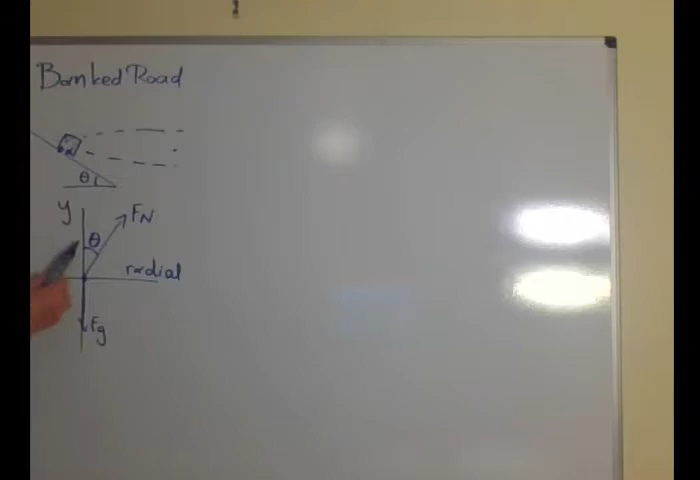 Banked Road
θ
y
FN
θ
radial
Fg